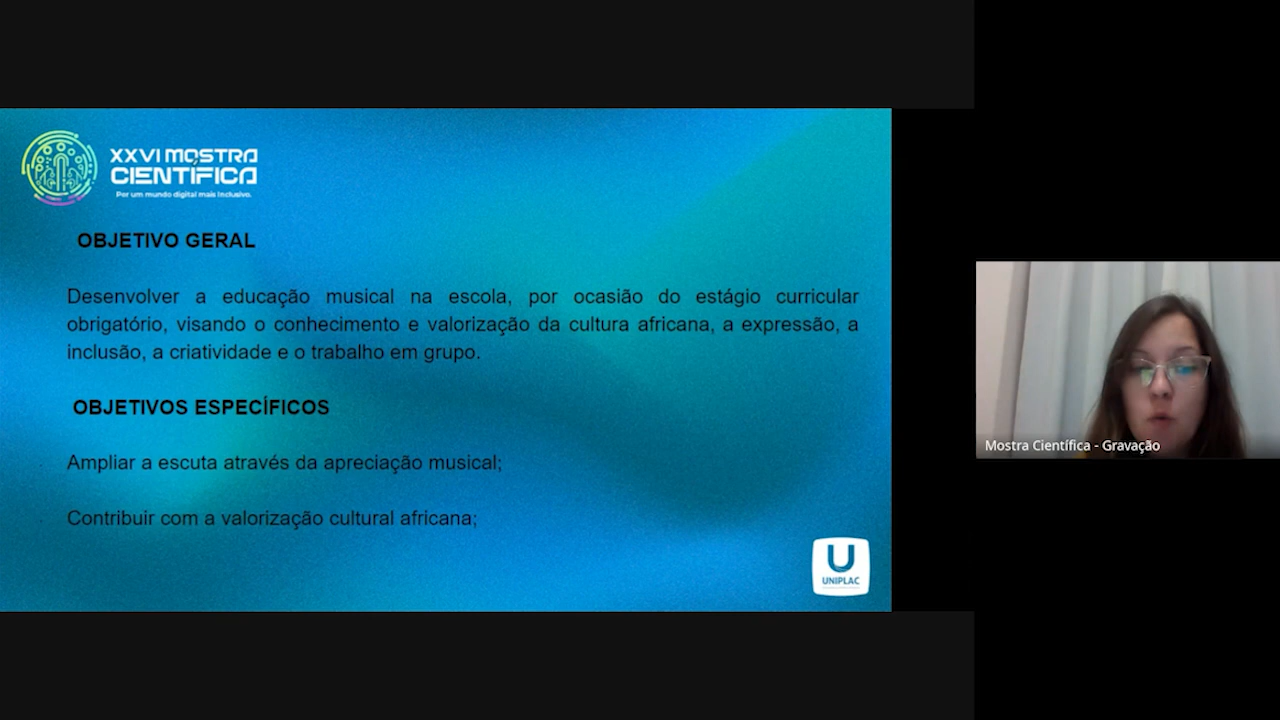 XXVI MOSTRA
CIENTÍFICA
Per um mundo digital mais Inclusivo.
OBJETIVO GERAL
Desenvolver a educação musical na escola, por ocasião do estágio curricular
obrigatório, visando o conhecimento e valorização da cultura africana, a expressão, a
inclusão, a criatividade e o trabalho em grupo.
OBJETIVOS ESPECÍFICOS
Ampliar a escuta através da apreciação musical;
Contribuir com a valorização cultural africana;
U
UNIPLAC
Mostra Científica - Gravação